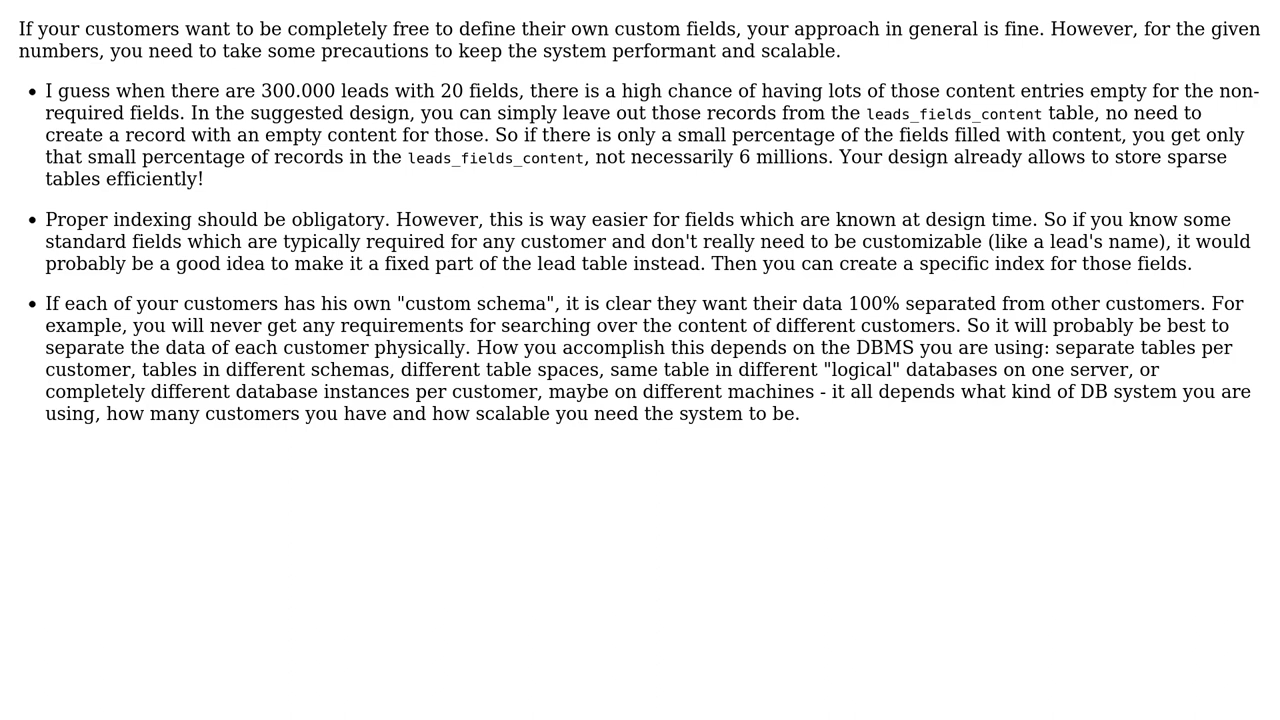 If your customers want to be completely free to define their own custom fields, your approach in general is fine. However, for the given
numbers, you need to take some precautions to keep the system performant and scalable.
• I guess when there are 300.000 leads with 20 fields, there is a high chance of having lots of those content entries empty for the non-
required fields. In the suggested design, you can simply leave out those records from the leads_fields_content table, no need to
create a record with an empty content for those. So if there is only a small percentage of the fields filled with content, you get only
that small percentage of records in the leads_fields_content, not necessarily 6 millions. Your design already allows to store sparse
tables efficiently!
• Proper indexing should be obligatory. However, this is way easier for fields which are known at design time. So if you know some
standard fields which are typically required for any customer and don't really need to be customizable (like a lead's name), it would
probably be a good idea to make it a fixed part of the lead table instead. Then you can create a specific index for those fields.
• If each of your customers has his own "custom schema", it is clear they want their data 100% separated from other customers. For
example, you will never get any requirements for searching over the content of different customers. So it will probably be best to
separate the data of each customer physically. How you accomplish this depends on the DBMS you are using: separate tables per
customer, tables in different schemas, different table spaces, same table in different "logical" databases on one server, or
completely different database instances per customer, maybe on different machines - it all depends what kind of DB system you are
using, how many customers you have and how scalable you need the system to be.